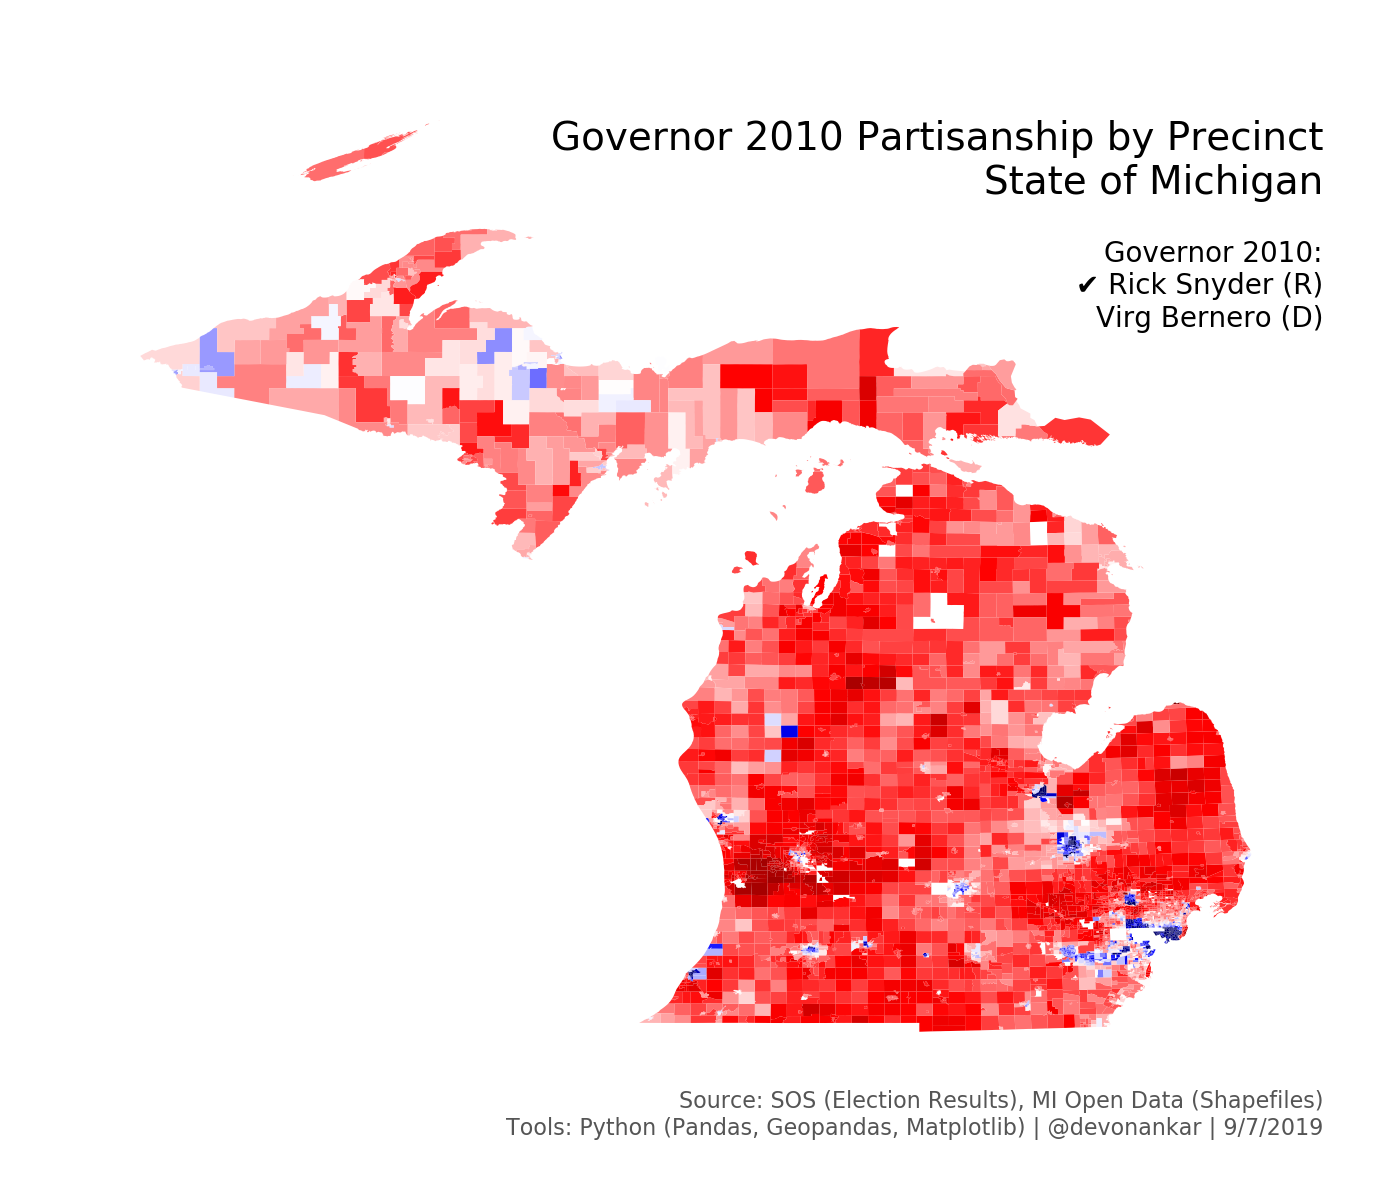 Governor 2010 Partisanship by Precinct
State of Michigan
Governor 2010:
✔ Rick Snyder (R)
Virg Bernero (D)
Source: SOS (Election Results), MI Open Data (Shapefiles)
Tools: Python (Pandas, Geopandas, Matplotlib) | @devonankar | 9/7/2019